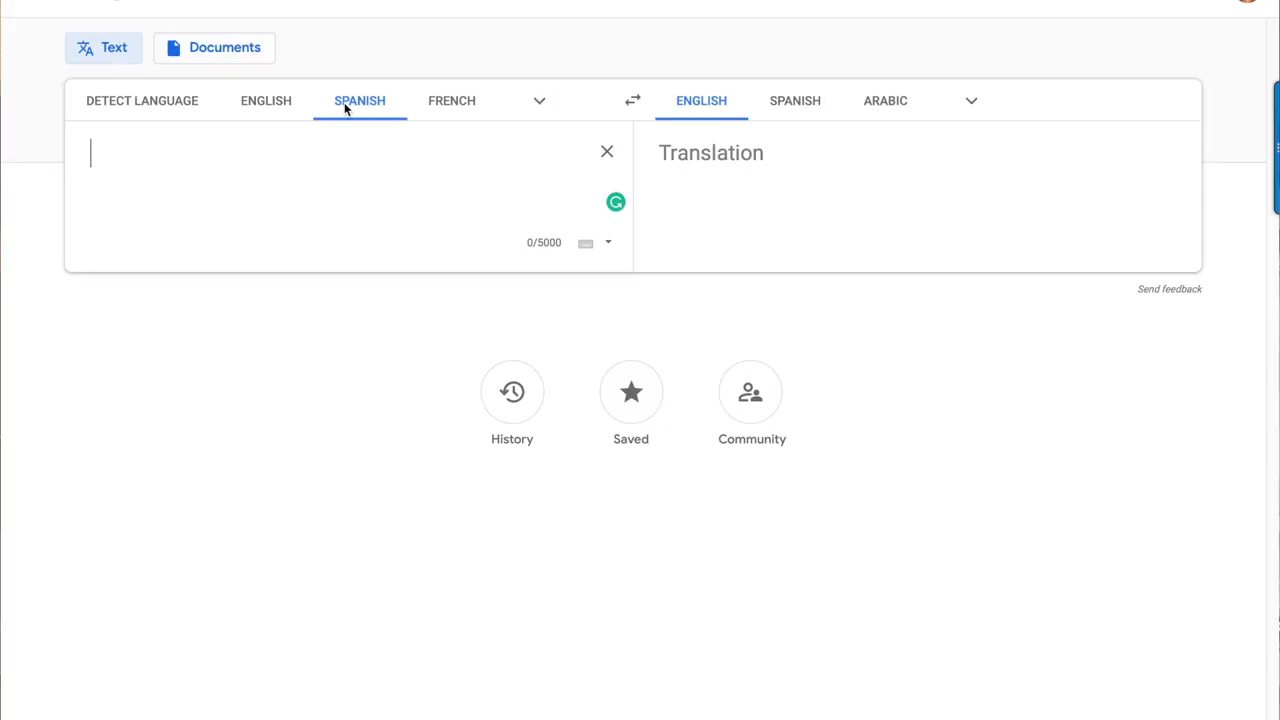 Text Documents
DETECT LANGUAGE ENGLISH SPANISH FRENCH ENGLISH SPANISH ARABIC
Translation
0/5000
Send feedback
History Saved Community